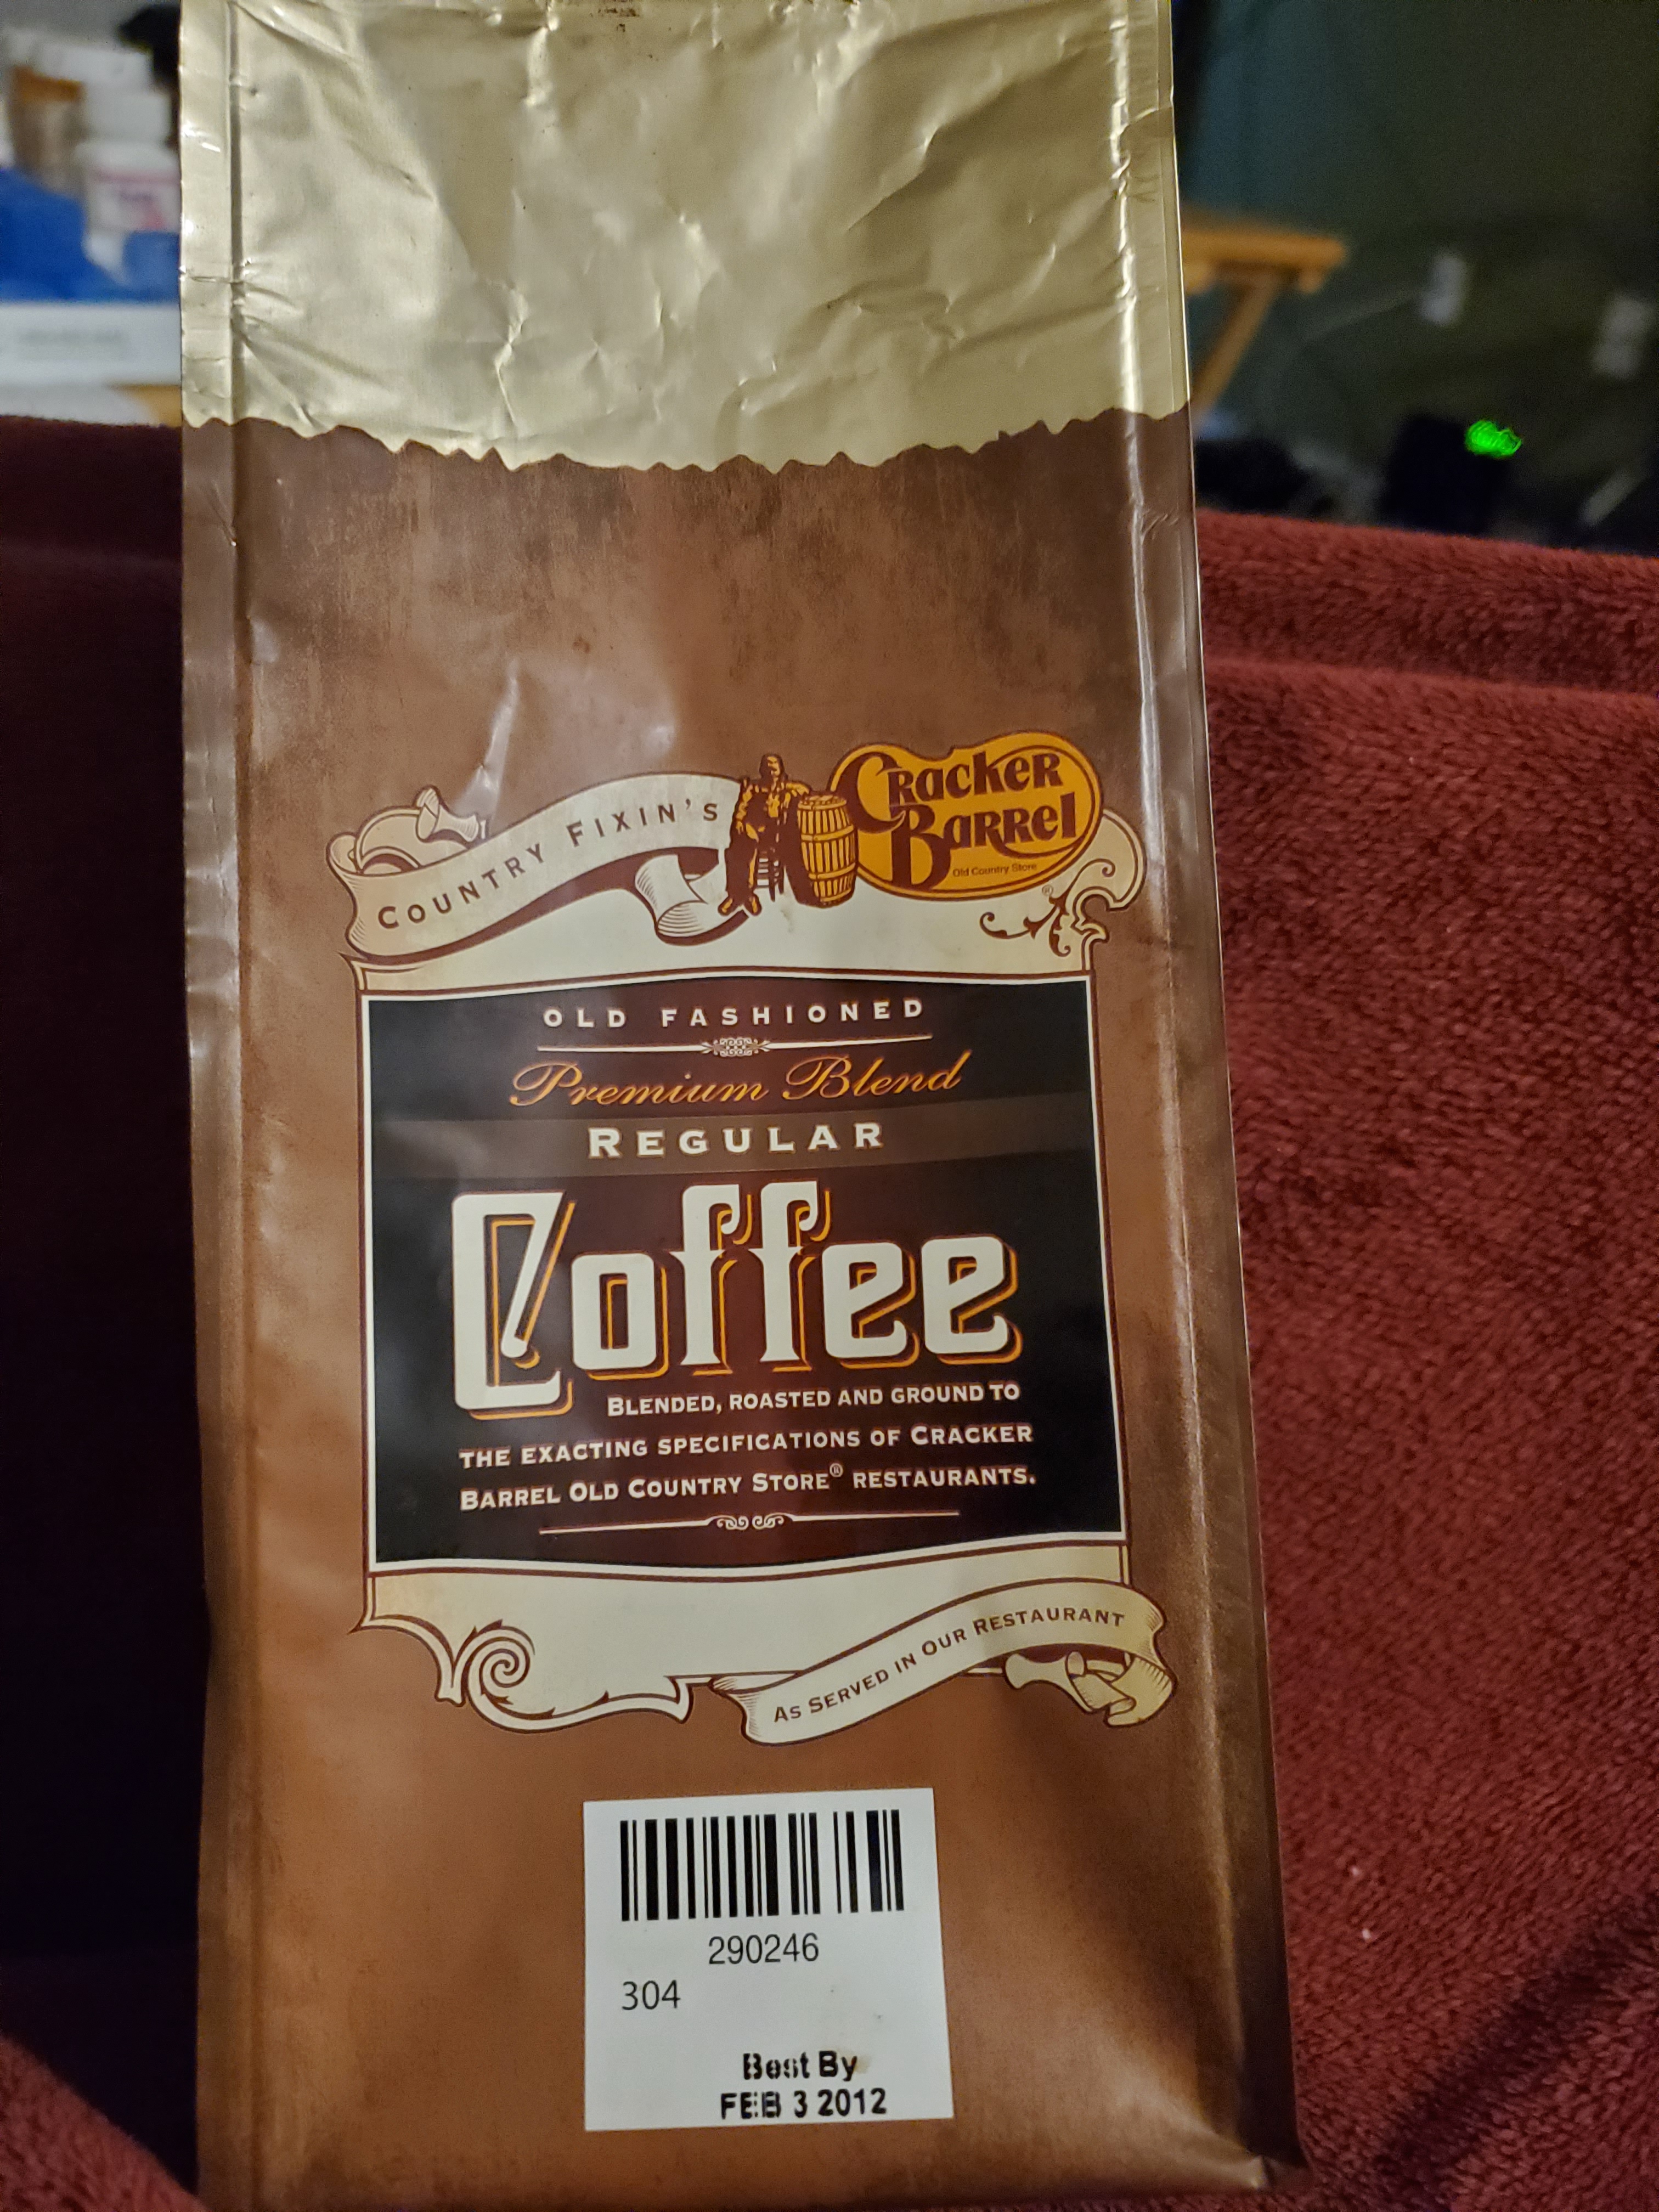 COUNTRY FIXIN'S
Cracker
Barrel
Old Country Store
®
OLD FASHIONED
Premium Blend
REGULAR
Coffee
BLENDED, ROASTED AND GROUND TO
THE EXACTING SPECIFICATIONS OF CRACKER
BARREL OLD COUNTRY STORE® RESTAURANTS.
AS SERVED IN OUR RESTAURANT
290246
304
Best By
FEB 3 2012